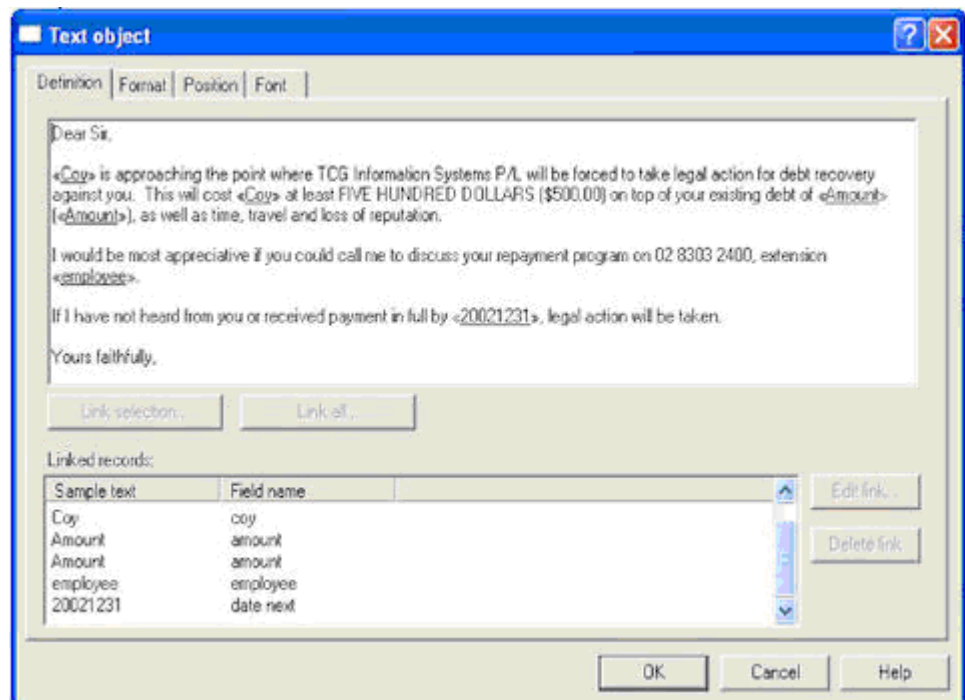 Text object
Definition Format Position Font
Dear Sir,
«Coy» is approaching the point where TCG Information Systems P/L will be forced to take legal action for debt recovery
against you. This will cost «Coy» at least FIVE HUNDRED DOLLARS ($500.00) on top of your existing debt of «Amount»
(«Amount»), as well as time, travel and loss of reputation.
I would be most appreciative if you could call me to discuss your repayment program on 02 8303 2400, extension
«employee».
If I have not heard from you or received payment in full by «20021231», legal action will be taken.
Yours faithfully,
Link selection... Link all...
Linked records:
Sample text Field name
Edit link...
Coy coy
Amount amount
Delete link
Amount amount
employee employee
20021231 date next
OK Cancel Help